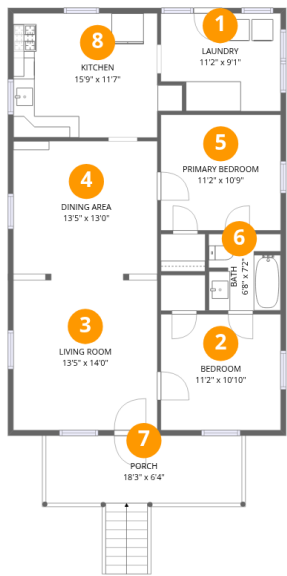 1
LAUNDRY
11'2" x 9'1"
8
KITCHEN
15'9" x 11'7"
5
PRIMARY BEDROOM
11'2" x 10'9"
4
DINING AREA
13'5" x 13'0"
6
BATH
6'8" x 7'2"
3
LIVING ROOM
13'5" x 14'0"
2
BEDROOM
11'2" x 10'10"
7
PORCH
18'3" x 6'4"